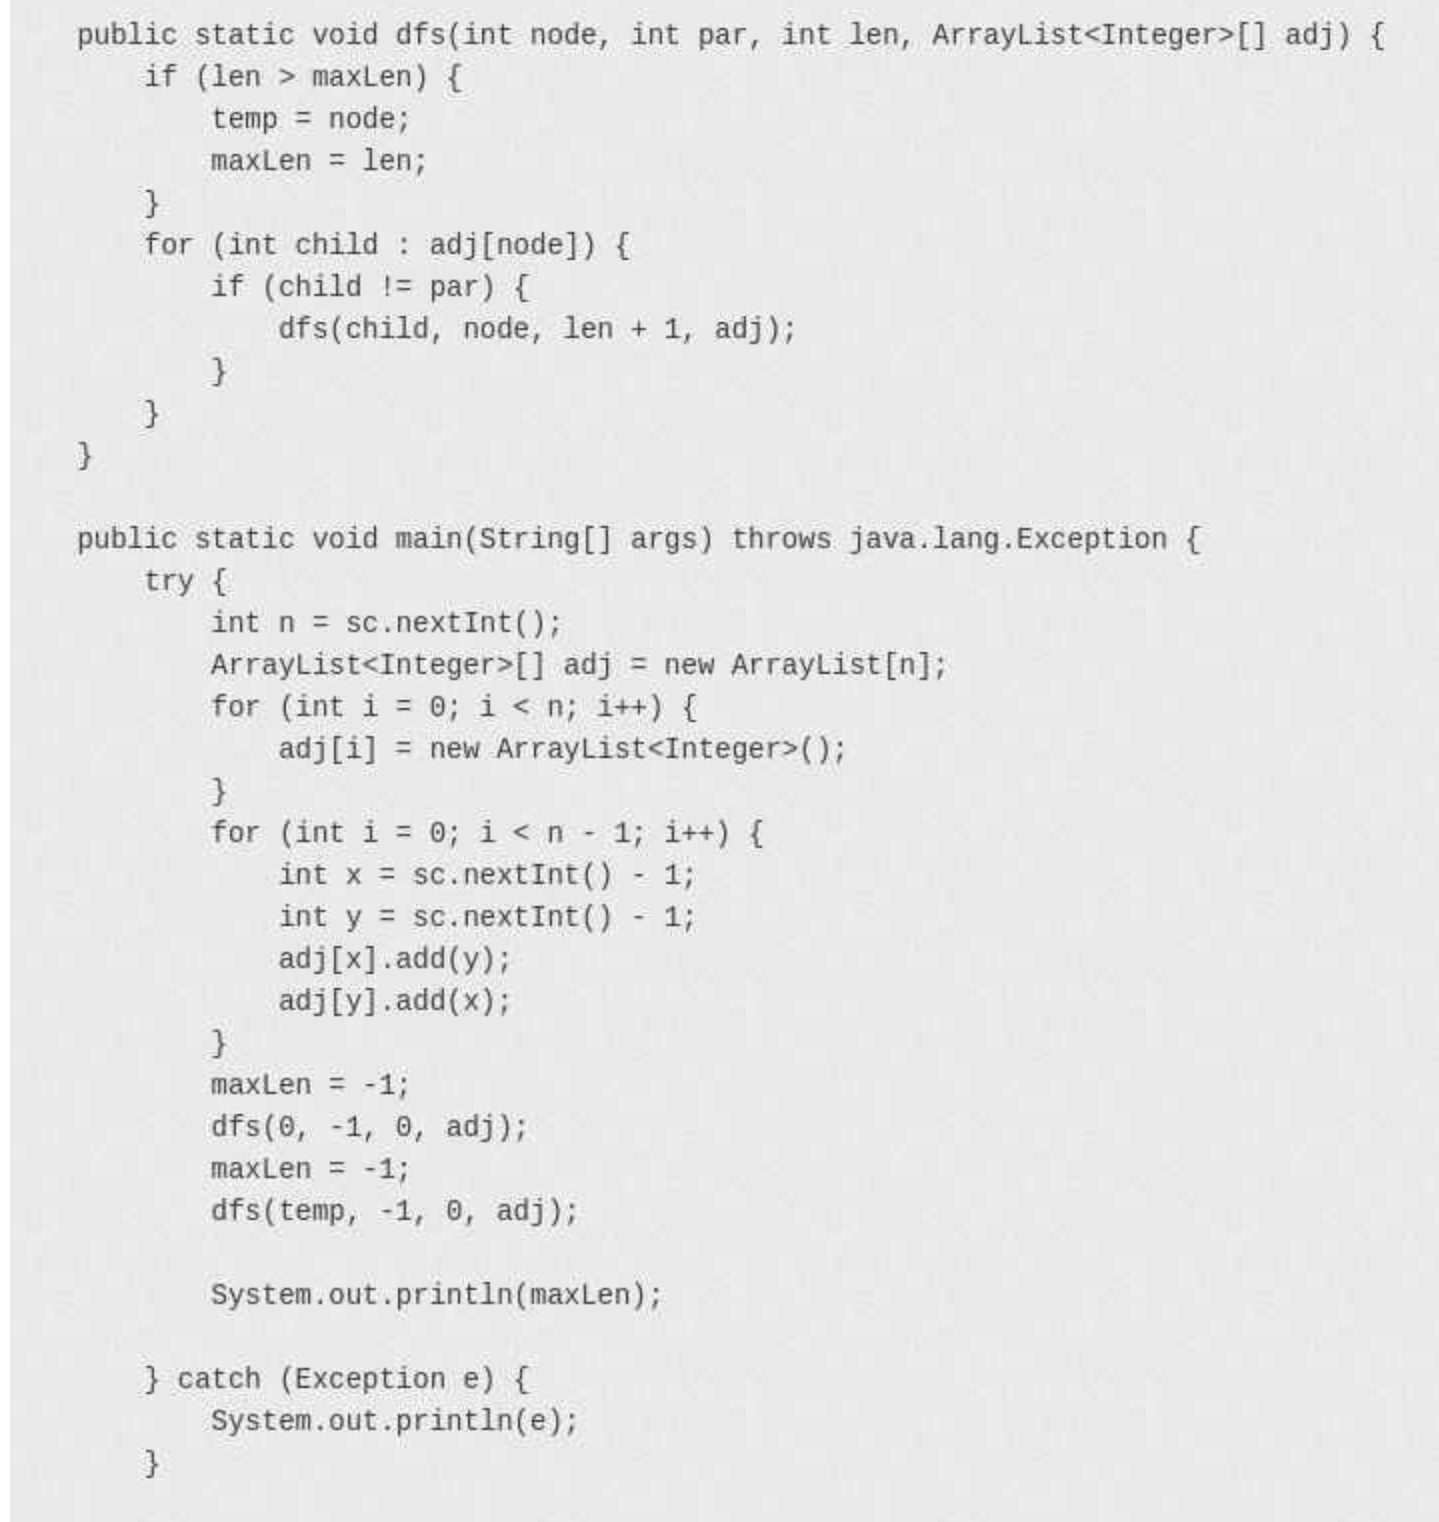 public static void dfs(int node, int par, int len, ArrayList<Integer>[] adj) {
    if (len > maxLen) {
        temp = node;
        maxLen = len;
    }
    for (int child : adj[node]) {
        if (child != par) {
            dfs(child, node, len + 1, adj);
        }
    }
}

public static void main(String[] args) throws java.lang.Exception {
    try {
        int n = sc.nextInt();
        ArrayList<Integer>[] adj = new ArrayList[n];
        for (int i = 0; i < n; i++) {
            adj[i] = new ArrayList<Integer>();
        }
        for (int i = 0; i < n - 1; i++) {
            int x = sc.nextInt() - 1;
            int y = sc.nextInt() - 1;
            adj[x].add(y);
            adj[y].add(x);
        }
        maxLen = -1;
        dfs(0, -1, 0, adj);
        maxLen = -1;
        dfs(temp, -1, 0, adj);

        System.out.println(maxLen);

    } catch (Exception e) {
        System.out.println(e);
    }